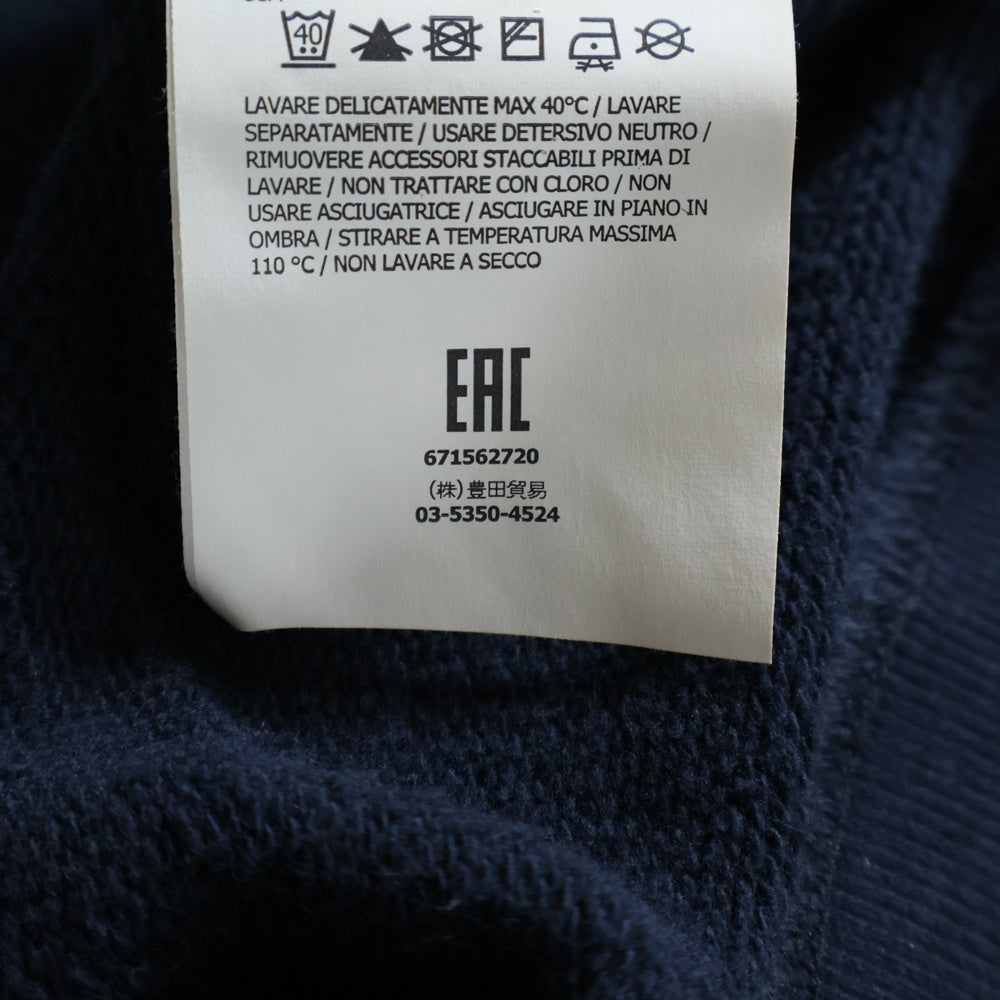 40
LAVARE DELICATAMENTE MAX 40°C / LAVARE
SEPARATAMENTE / USARE DETERSIVO NEUTRO /
RIMUOVERE ACCESSORI STACCABILI PRIMA DI
LAVARE / NON TRATTARE CON CLORO / NON
USARE ASCIUGATRICE / ASCIUGARE IN PIANO IN
OMBRA / STIRARE A TEMPERATURA MASSIMA
110 °C / NON LAVARE A SECCO
EAC
671562720
(株)豊田貿易
03-5350-4524